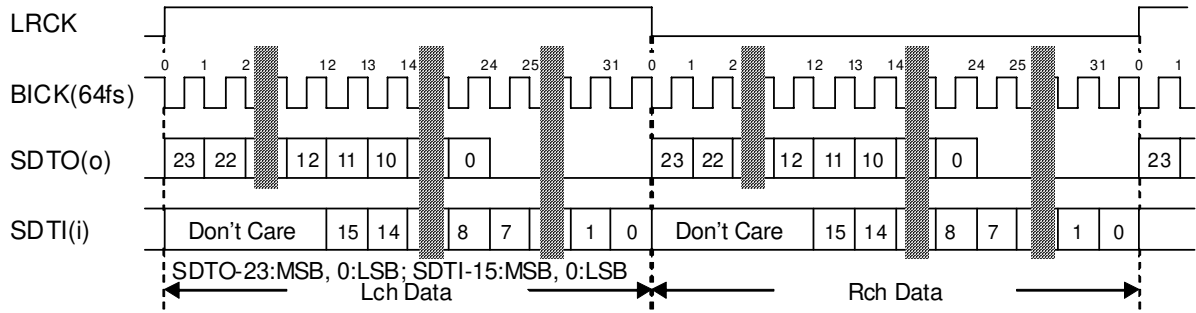 LRCK
0 1 2 12 13 14 24 25 31 0 1 2 12 13 14 24 25 31 0 1
BICK(64fs)
SDTO(o) 23 22 12 11 10 0 23 22 12 11 10 0 23
SDTI(i) Don't Care 15 14 8 7 1 0 Don't Care 15 14 8 7 1 0
SDTO-23:MSB, 0:LSB; SDTI-15:MSB, 0:LSB
Lch Data Rch Data